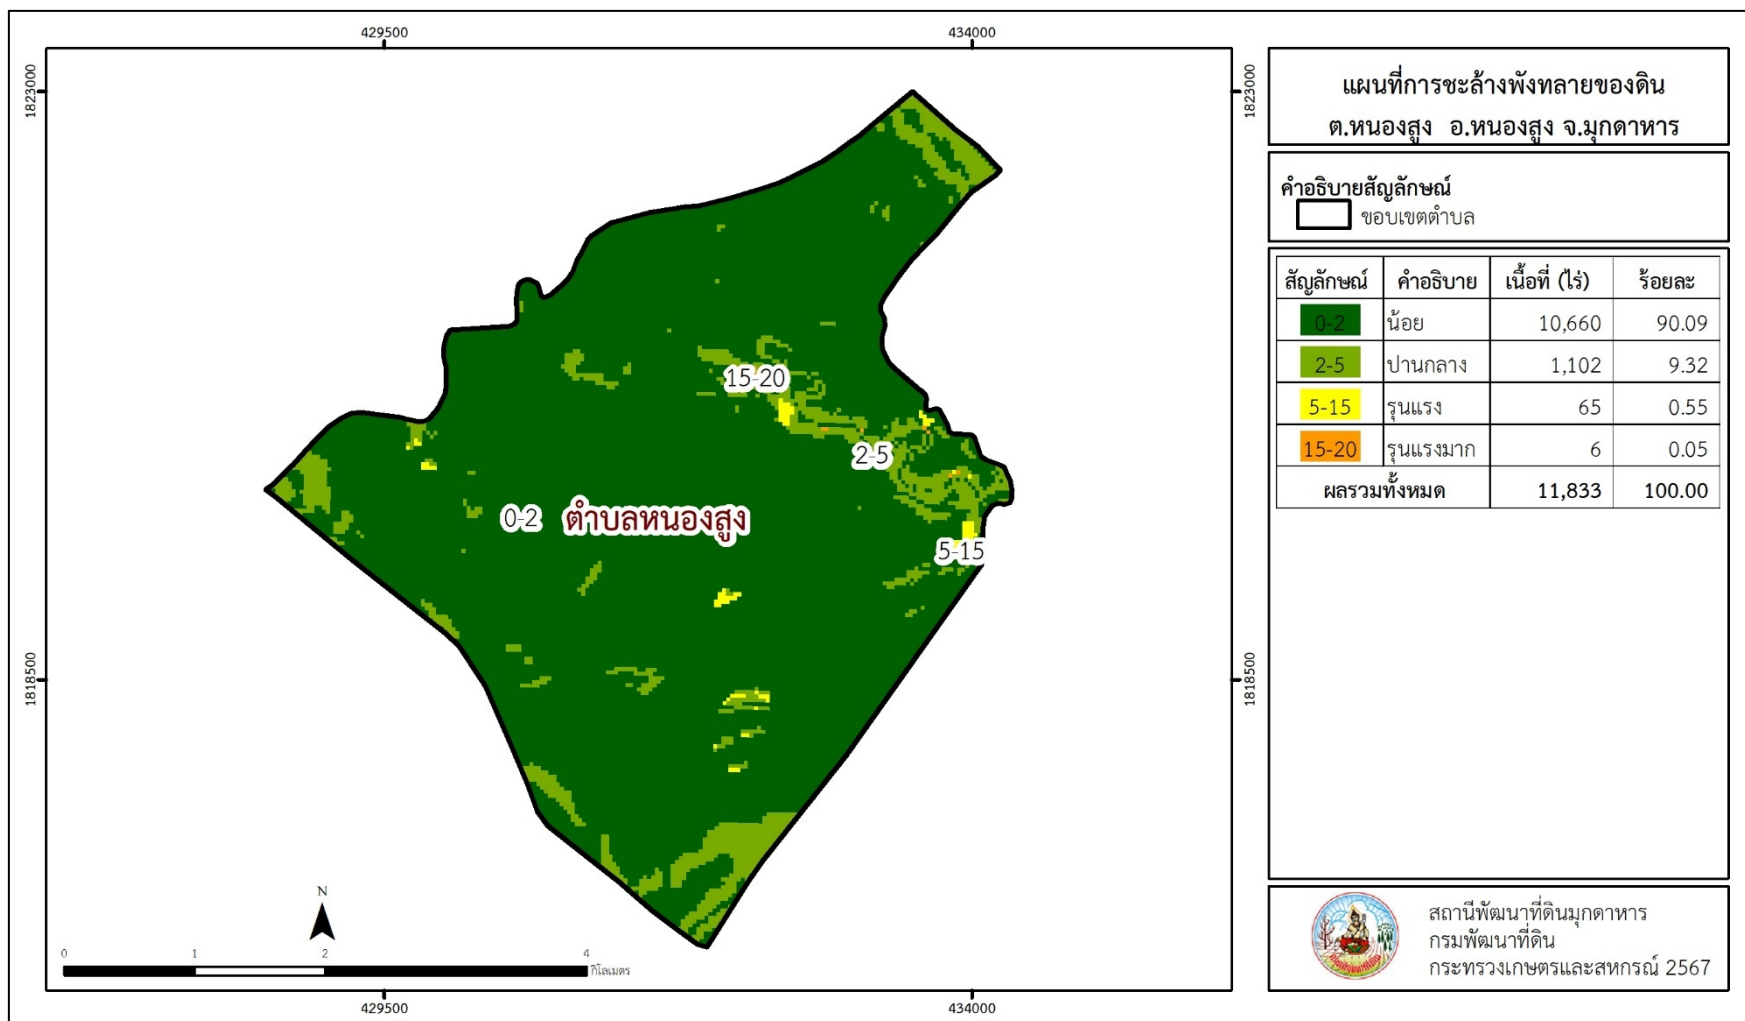 429500
434000
1823000
1823000
แผนที่การชะล้างพังทลายของดิน
ต.หนองสูง อ.หนองสูง จ.มุกดาหาร
คำอธิบายสัญลักษณ์
ขอบเขตตำบล
สัญลักษณ์ คำอธิบาย เนื้อที่ (ไร่) ร้อยละ
0-2 น้อย 10,660 90.09
2-5 ปานกลาง 1,102 9.32
5-15 รุนแรง 65 0.55
15-20 รุนแรงมาก 6 0.05
ผลรวมทั้งหมด 11,833 100.00
15-20
2-5
0-2 ตำบลหนองสูง
5-15
1818500
1818500
N
0 1 2 4
กิโลเมตร
429500
434000
สถานีพัฒนาที่ดินมุกดาหาร
กรมพัฒนาที่ดิน
กระทรวงเกษตรและสหกรณ์ 2567